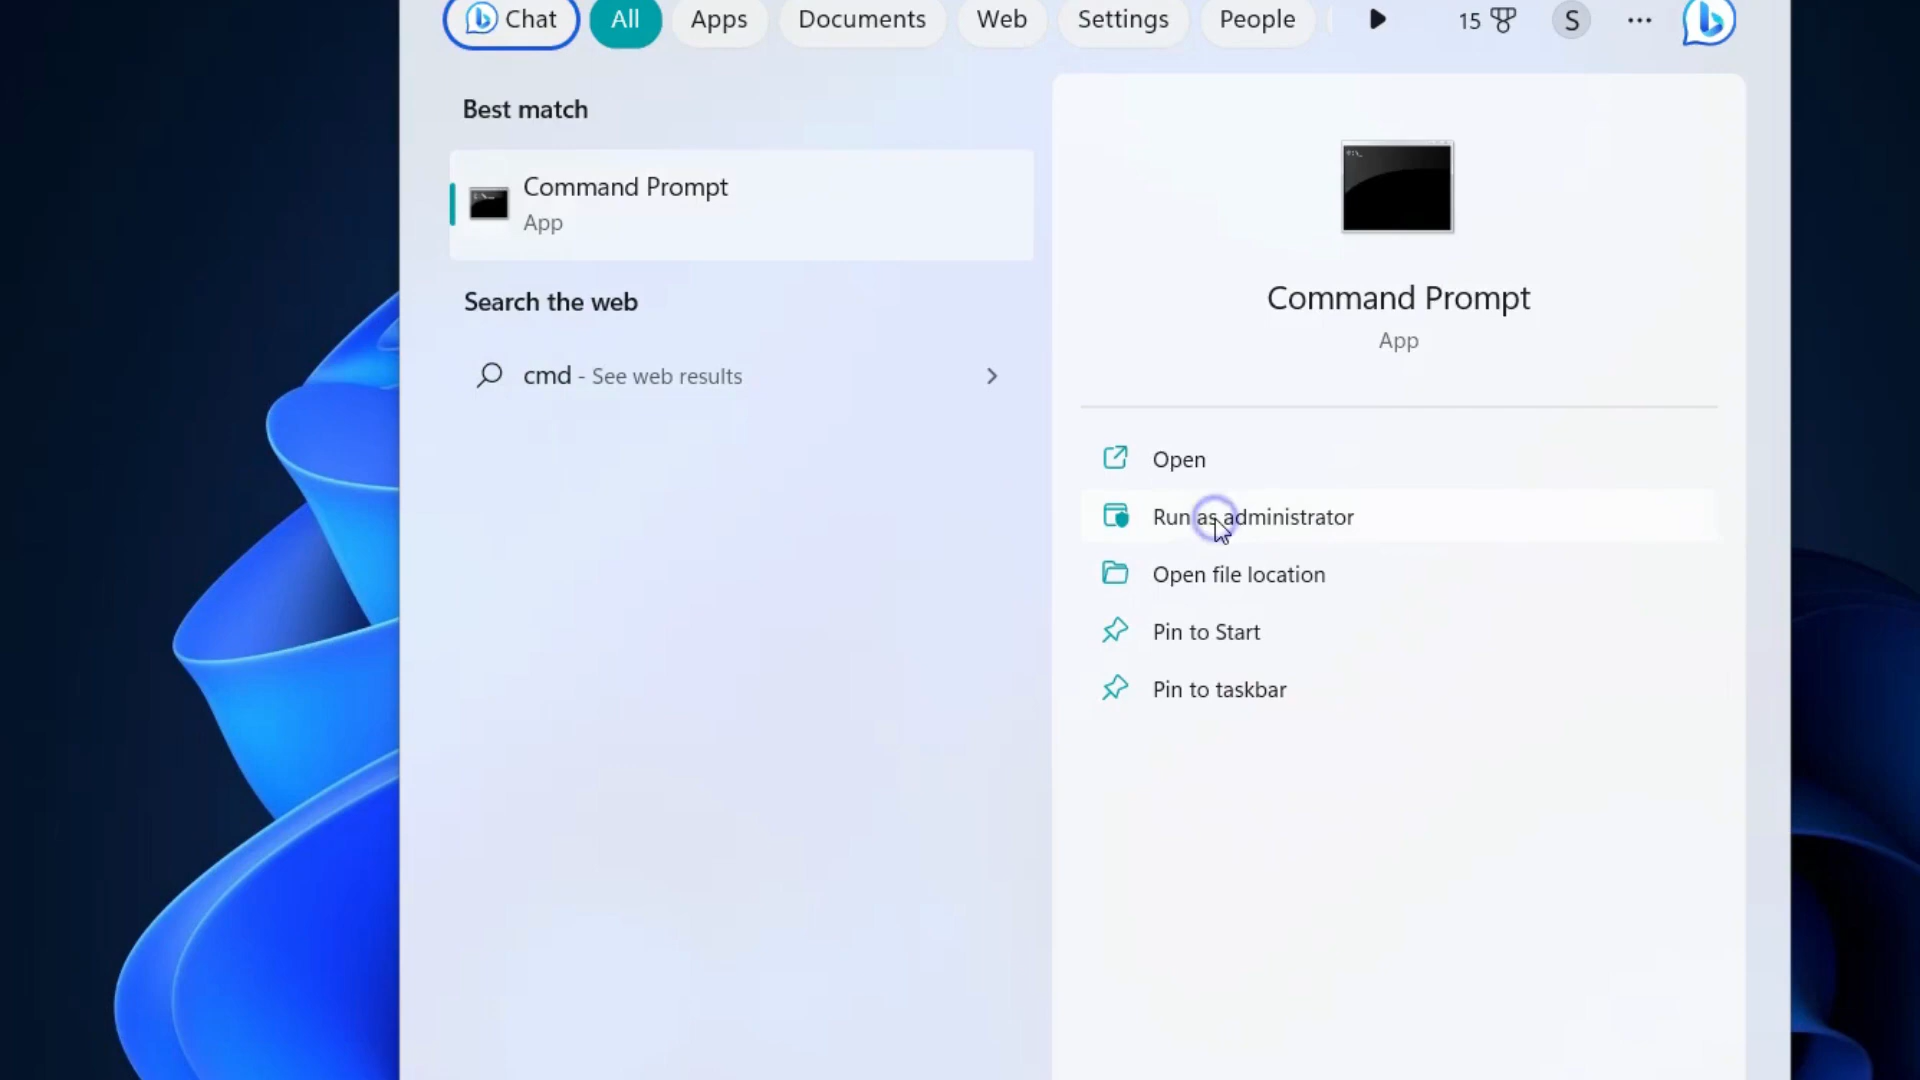 Chat All Apps Documents Web Settings People 15 S ...
Best match
Command Prompt
App
Search the web
cmd - See web results
Command Prompt
App
Open
Run as administrator
Open file location
Pin to Start
Pin to taskbar